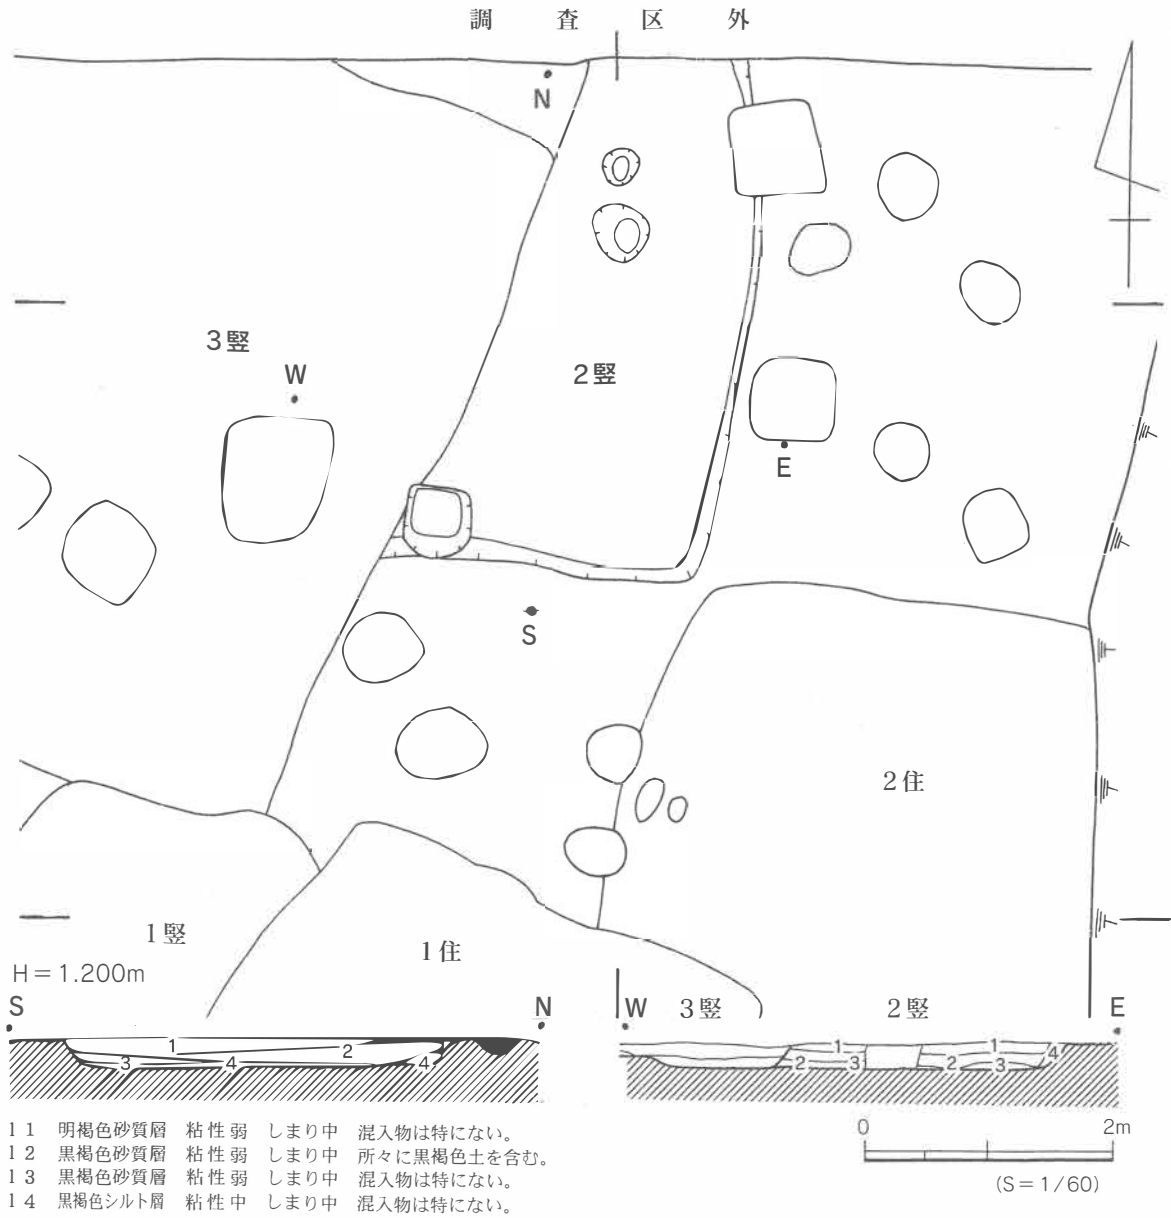 調査区外
N
3竪
W
2竪
E
S
2住
1竪
1住
H＝1.200m
S N W 3竪 2竪 E
1 2 3 4 4
1 2 3 1 2 3 4
1 1 明褐色砂質層 粘性弱 しまり中 混入物は特にない。
1 2 黒褐色砂質層 粘性弱 しまり中 所々に黒褐色土を含む。
1 3 黒褐色砂質層 粘性弱 しまり中 混入物は特にない。
1 4 黒褐色シルト層 粘性中 しまり中 混入物は特にない。
0 2m
(S＝1/60)